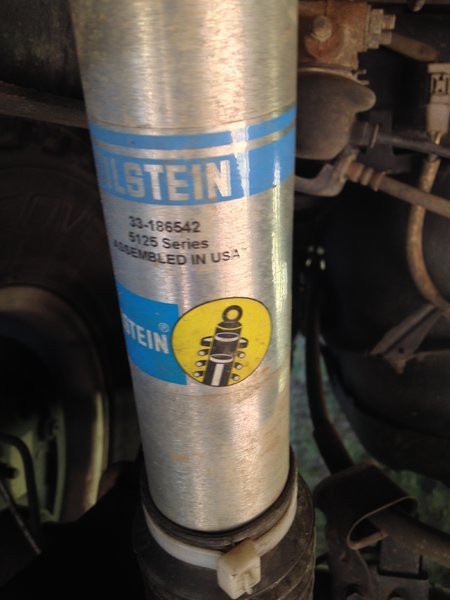 ILSTEIN
33-186542
5125 Series
ASSEMBLED IN USA
STEIN®